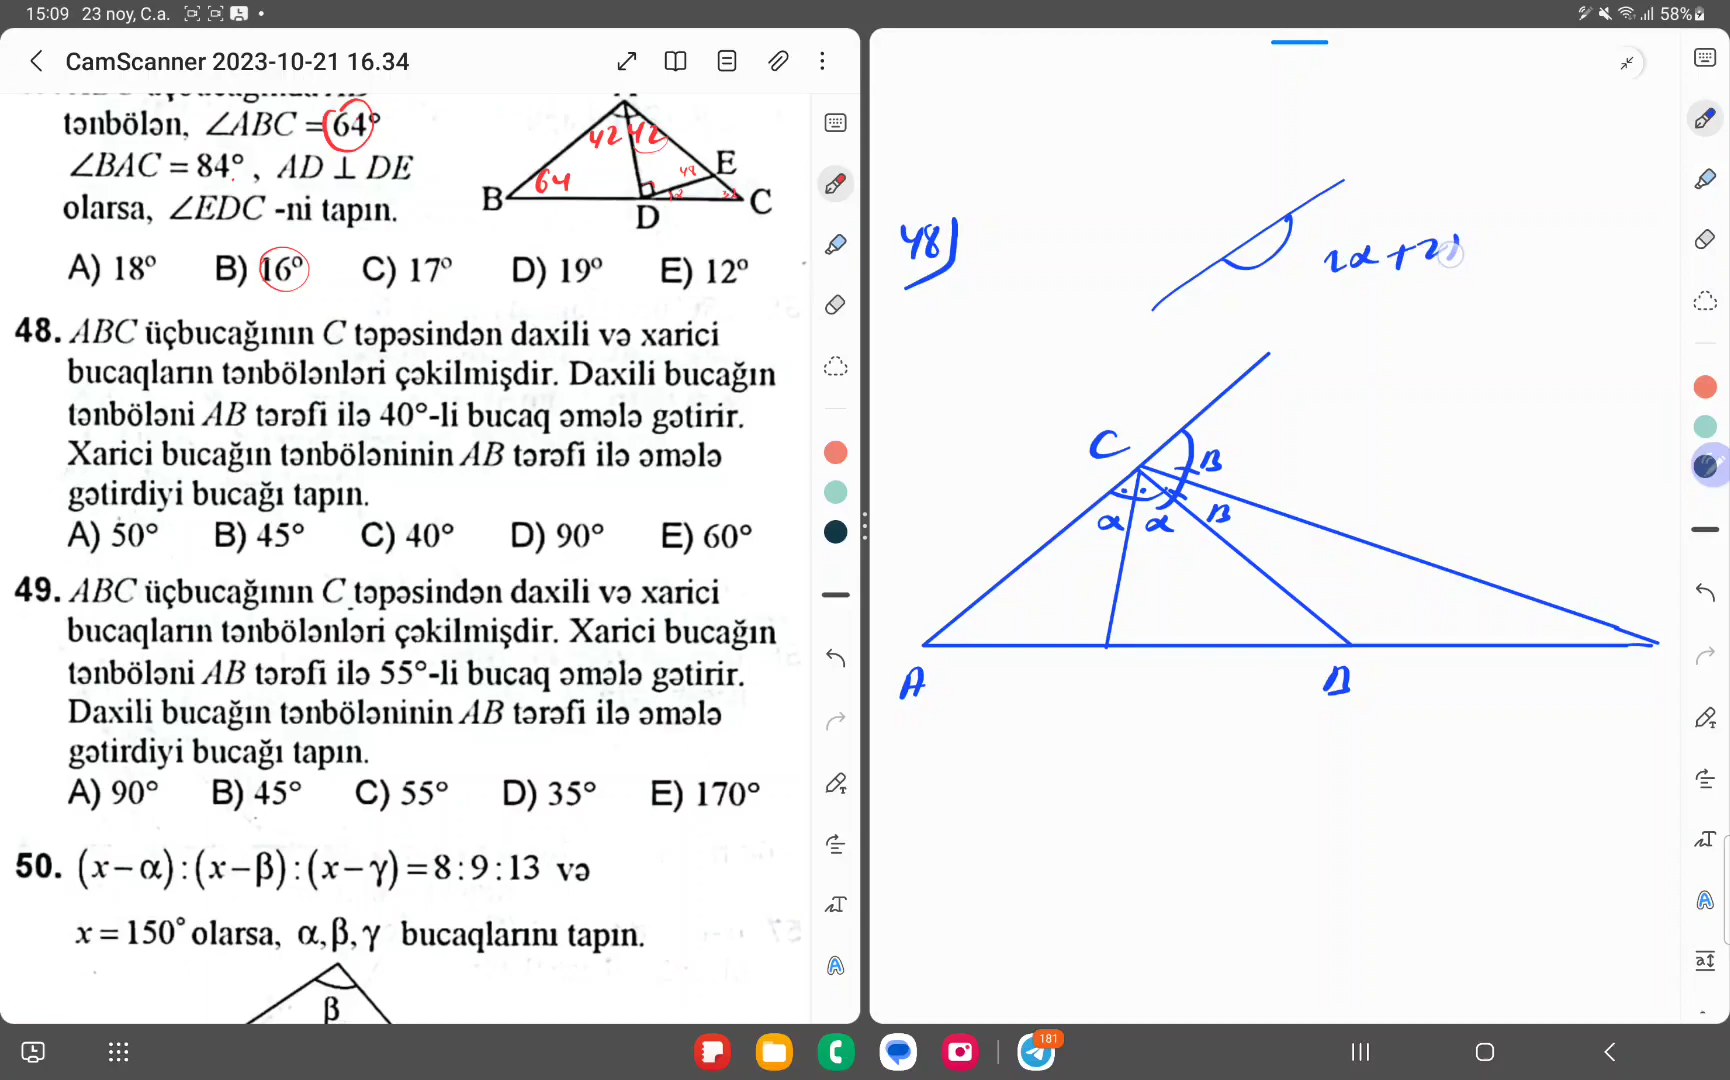 15:09 23 noy, C.a. • 58%
CamScanner 2023-10-21 16.34
tənbölən, ∠ABC = 64°
∠BAC = 84°, AD ⊥ DE
olarsa, ∠EDC -ni tapın.
42 42
64
48
B
D
E
C
A) 18° B) 16° C) 17° D) 19° E) 12°
48. ABC üçbucağının C təpəsindən daxili və xarici
bucaqların tənbölənləri çəkilmişdir. Daxili bucağın
tənböləni AB tərəfi ilə 40°-li bucaq əmələ gətirir.
Xarici bucağın tənböləninin AB tərəfi ilə əmələ
gətirdiyi bucağı tapın.
A) 50° B) 45° C) 40° D) 90° E) 60°
49. ABC üçbucağının C təpəsindən daxili və xarici
bucaqların tənbölənləri çəkilmişdir. Xarici bucağın
tənböləni AB tərəfi ilə 55°-li bucaq əmələ gətirir.
Daxili bucağın tənböləninin AB tərəfi ilə əmələ
gətirdiyi bucağı tapın.
A) 90° B) 45° C) 55° D) 35° E) 170°
50. (x−α):(x−β):(x−γ)=8:9:13 və
x=150° olarsa, α,β,γ bucaqlarını tapın.
β
48)
2α+2
C
B
α α B
A B
181